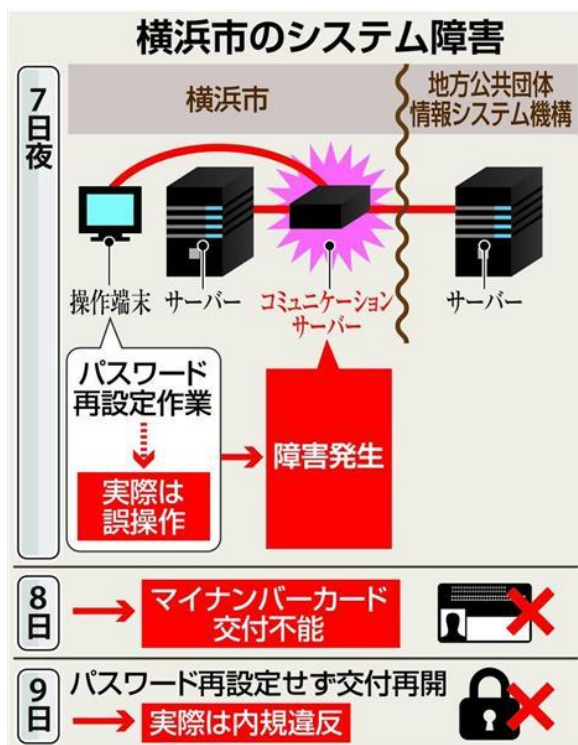 横浜市のシステム障害
7日夜
横浜市
地方公共団体
情報システム機構
操作端末
サーバー
コミュニケーション
サーバー
サーバー
パスワード
再設定作業
実際は
誤操作
障害発生
8日
マイナンバーカード
交付不能
9日
パスワード再設定せず交付再開
実際は内規違反